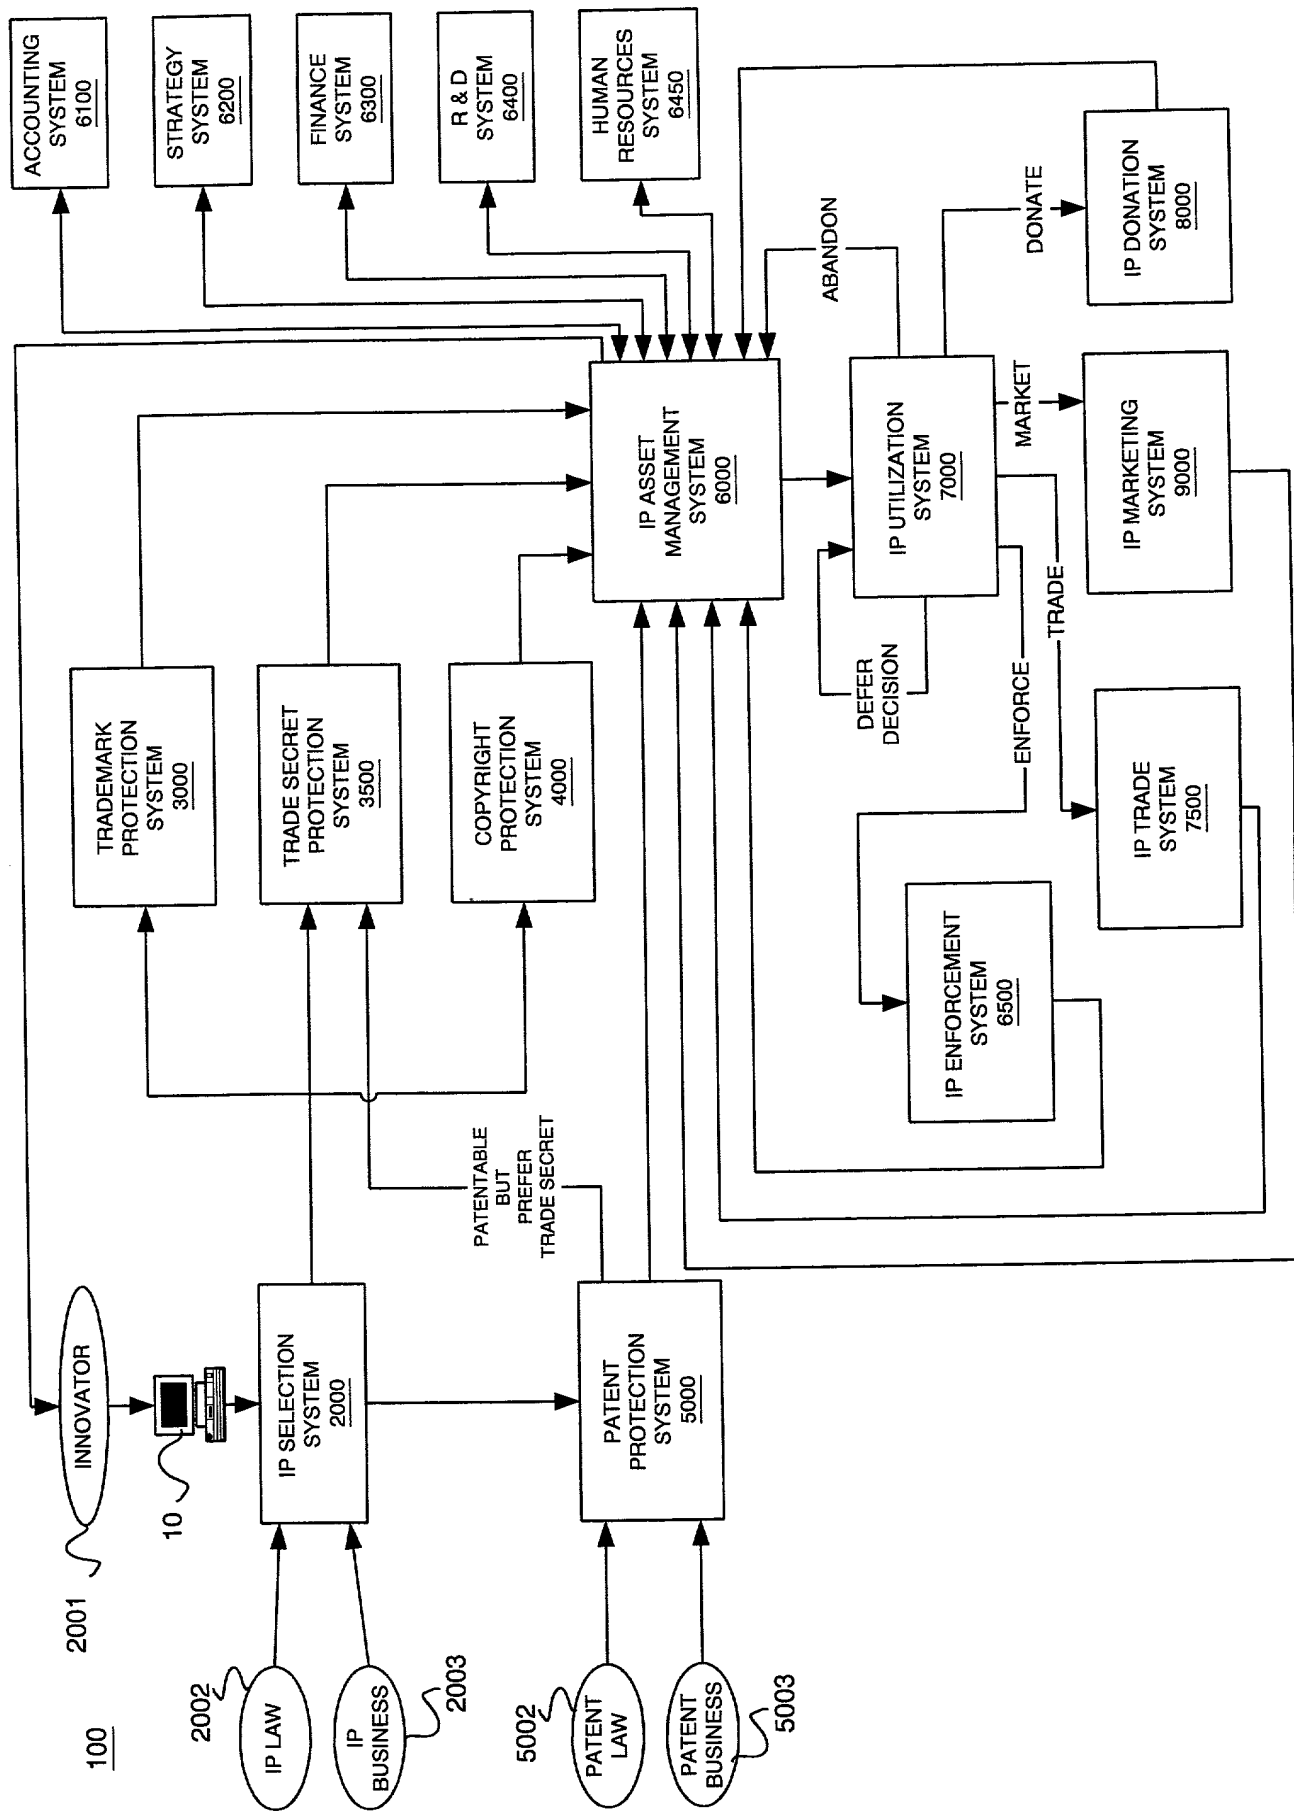 100
2001
INNOVATOR
10
2002
IP LAW
IP
BUSINESS
2003
IP SELECTION
SYSTEM
2000
5002
PATENT
LAW
PATENT
BUSINESS
5003
PATENT
PROTECTION
SYSTEM
5000
PATENTABLE
BUT
PREFER
TRADE SECRET
TRADEMARK
PROTECTION
SYSTEM
3000
TRADE SECRET
PROTECTION
SYSTEM
3500
COPYRIGHT
PROTECTION
SYSTEM
4000
IP ASSET
MANAGEMENT
SYSTEM
6000
ACCOUNTING
SYSTEM
6100
STRATEGY
SYSTEM
6200
FINANCE
SYSTEM
6300
R & D
SYSTEM
6400
HUMAN
RESOURCES
SYSTEM
6450
IP UTILIZATION
SYSTEM
7000
DEFER
DECISION
ABANDON
DONATE
MARKET
TRADE
ENFORCE
IP ENFORCEMENT
SYSTEM
6500
IP TRADE
SYSTEM
7500
IP MARKETING
SYSTEM
9000
IP DONATION
SYSTEM
8000